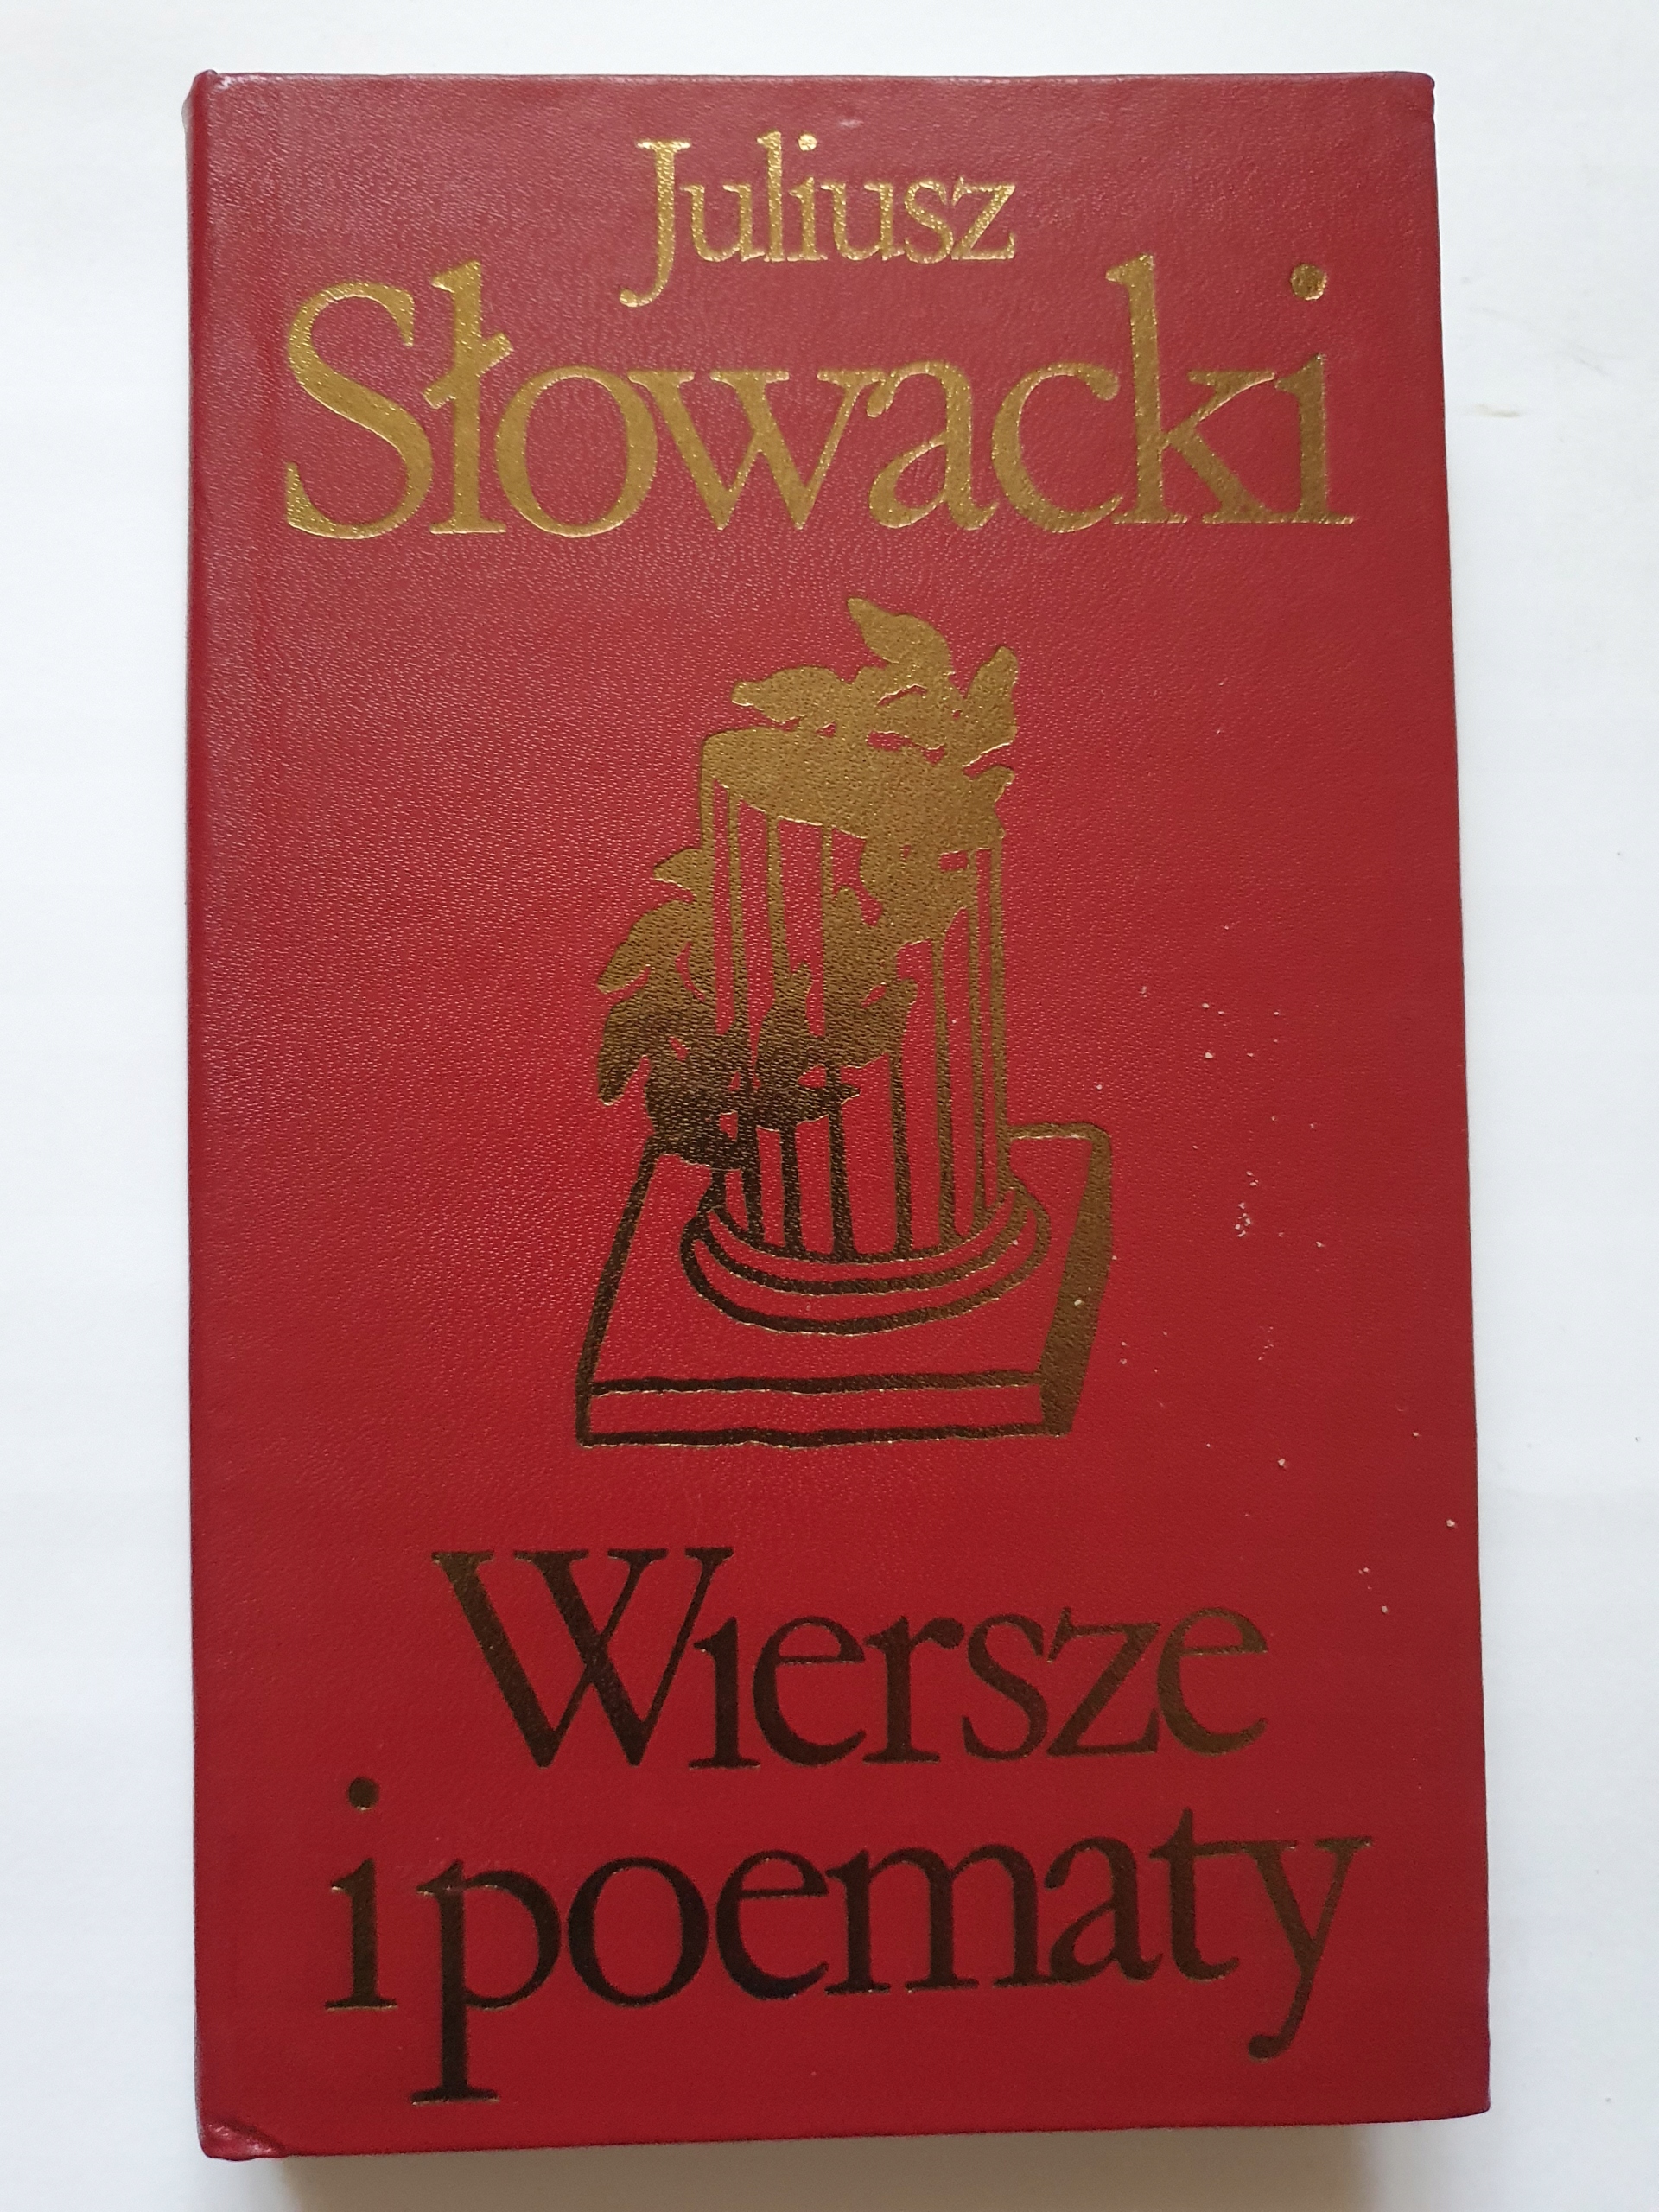 Juliusz
Słowacki
Wiersze
i poematy